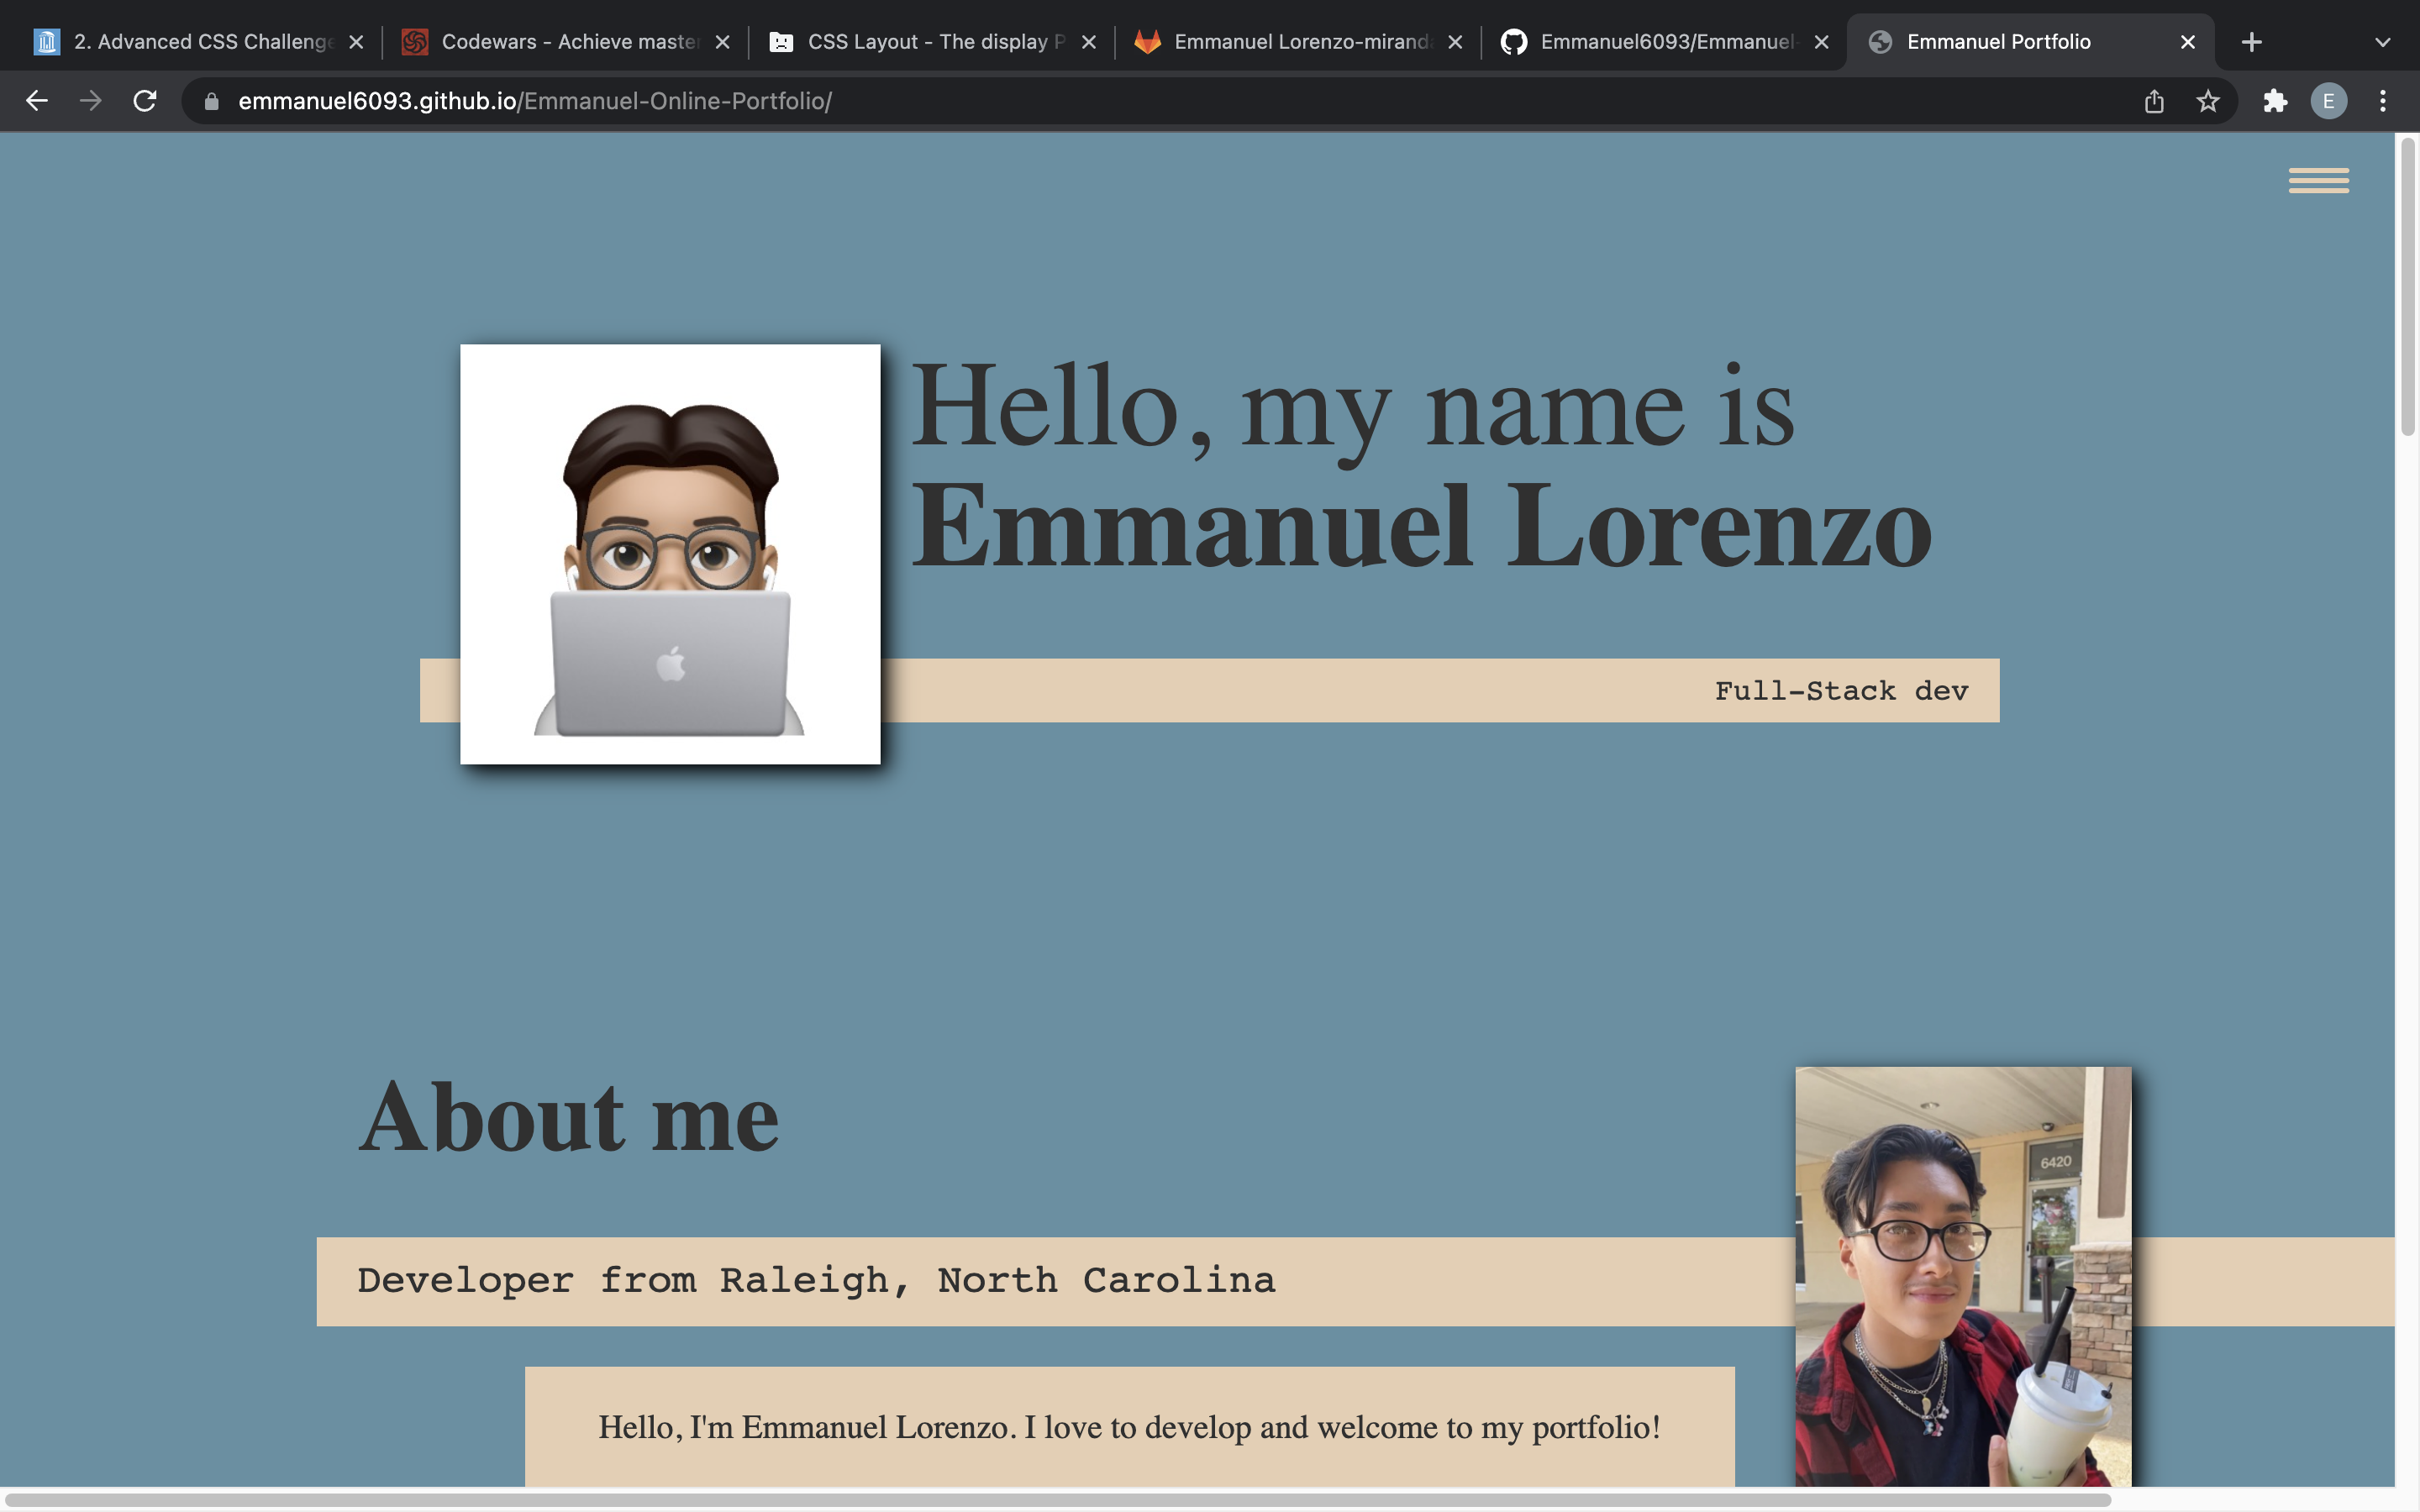 2. Advanced CSS Challenge
Codewars - Achieve master
CSS Layout - The display P
Emmanuel Lorenzo-mirand
Emmanuel6093/Emmanuel-
Emmanuel Portfolio
emmanuel6093.github.io/Emmanuel-Online-Portfolio/
E
Hello, my name is
Emmanuel Lorenzo
Full-Stack dev
About me
6420
Developer from Raleigh, North Carolina
Hello, I'm Emmanuel Lorenzo. I love to develop and welcome to my portfolio!